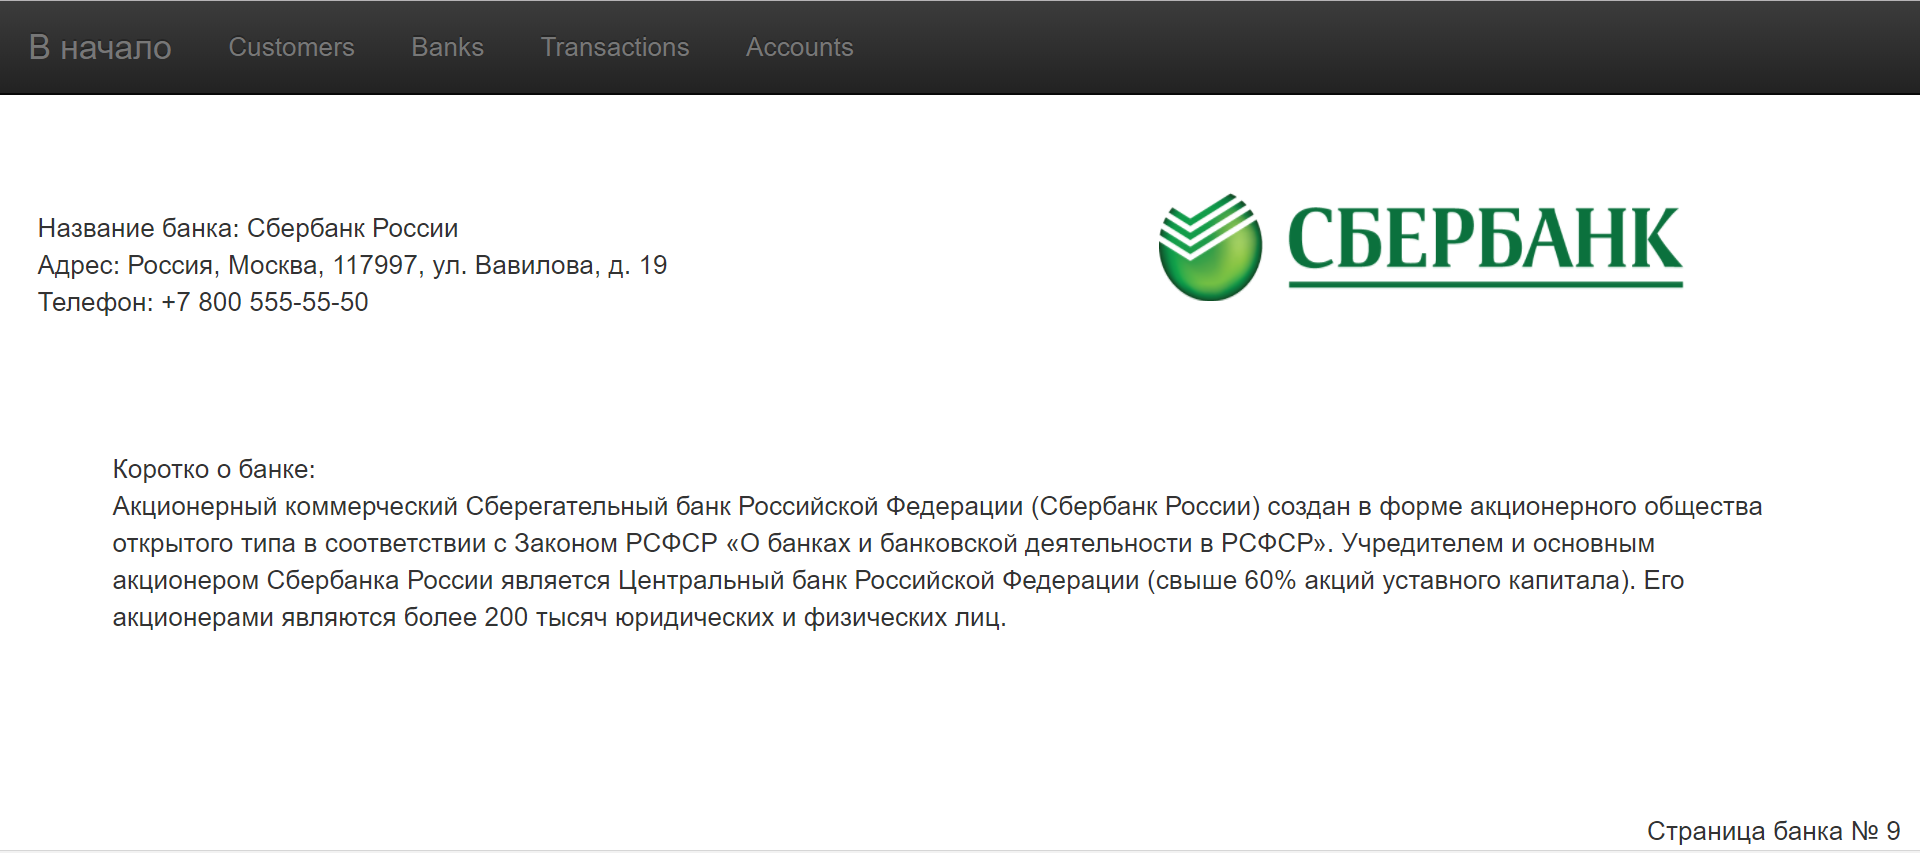 В начало Customers Banks Transactions Accounts
СБЕРБАНК
Название банка: Сбербанк России
Адрес: Россия, Москва, 117997, ул. Вавилова, д. 19
Телефон: +7 800 555-55-50
Коротко о банке:
Акционерный коммерческий Сберегательный банк Российской Федерации (Сбербанк России) создан в форме акционерного общества
открытого типа в соответствии с Законом РСФСР «О банках и банковской деятельности в РСФСР». Учредителем и основным
акционером Сбербанка России является Центральный банк Российской Федерации (свыше 60% акций уставного капитала). Его
акционерами являются более 200 тысяч юридических и физических лиц.
Страница банка № 9